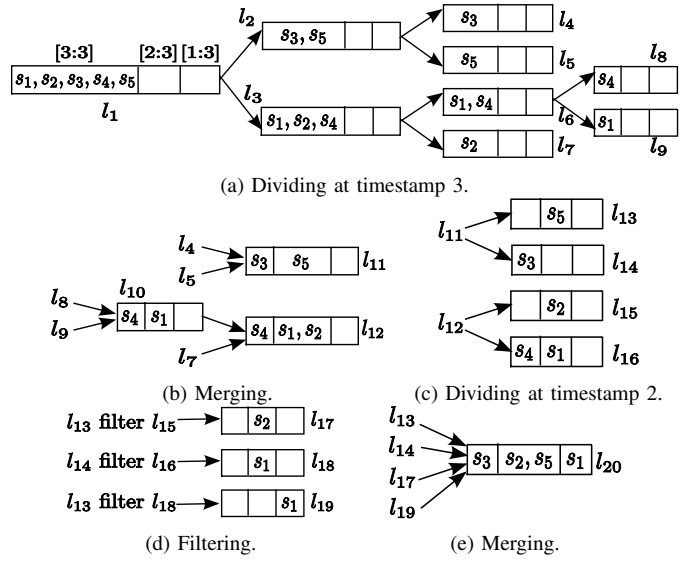 l2
s3, s5
s3
l4
s5
l5
[3:3] [2:3] [1:3]
s1, s2, s3, s4, s5
l1
l3
s1, s2, s4
s1, s4
l6
s2
l7
s4
l8
s1
l9
(a) Dividing at timestamp 3.
l4
l5
s3 s5
l11
l8
l9
l10
s4 s1
l7
s4 s1, s2
l12
(b) Merging.
l11
s5
l13
s3
l14
l12
s2
l15
s4 s1
l16
(c) Dividing at timestamp 2.
l13 filter l15
s2
l17
l14 filter l16
s1
l18
l13 filter l18
s1
l19
(d) Filtering.
l13
l14
l17
l19
s3 s2, s5 s1
l20
(e) Merging.